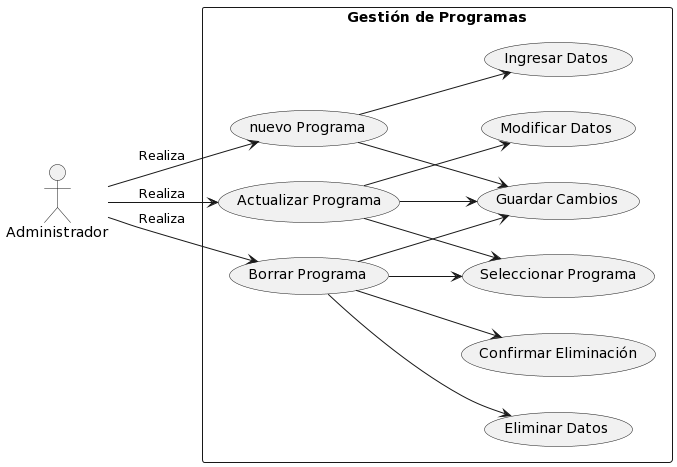 Gestión de Programas
Ingresar Datos
nuevo Programa
Modificar Datos
Realiza
Realiza
Actualizar Programa
Guardar Cambios
Realiza
Administrador
Borrar Programa
Seleccionar Programa
Confirmar Eliminación
Eliminar Datos